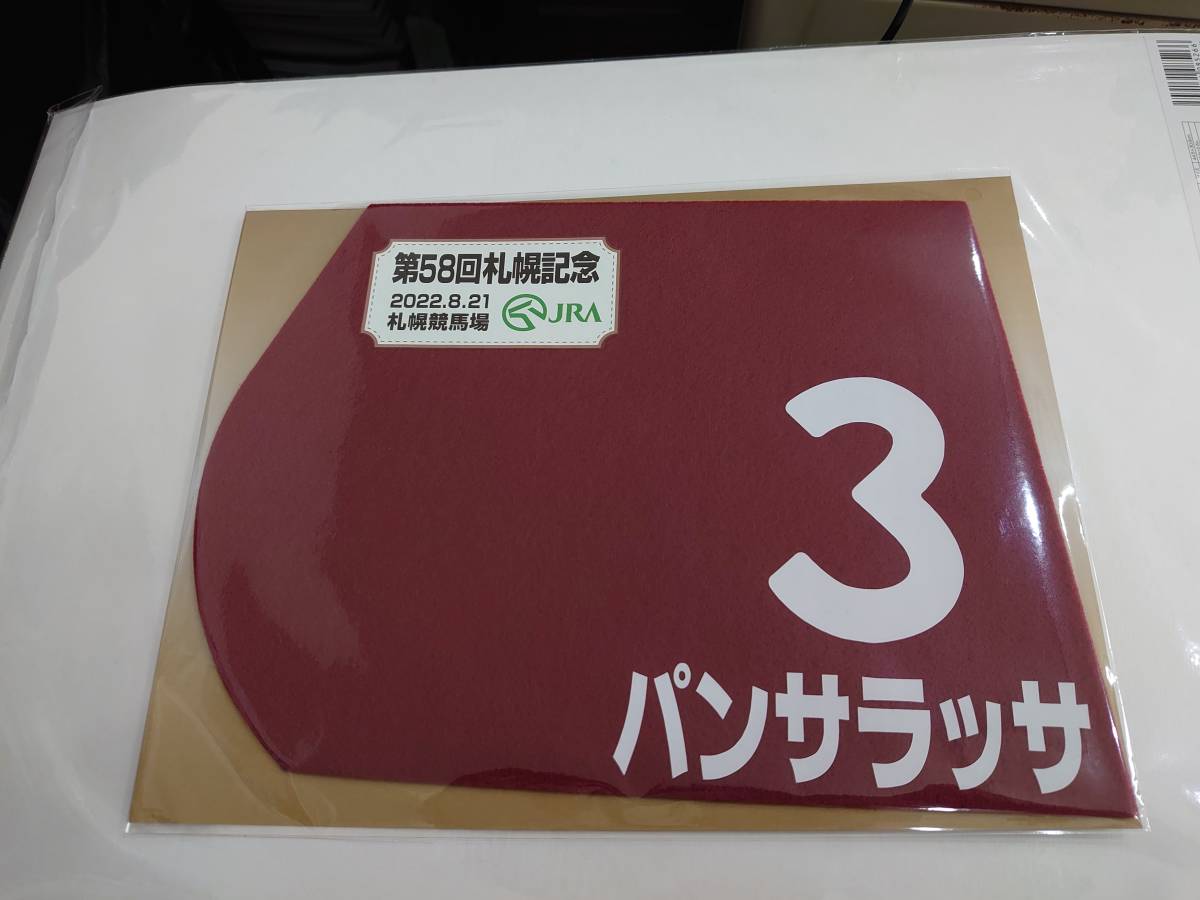 第58回札幌記念
2022.8.21
札幌競馬場
JRA
3
パンサラッサ